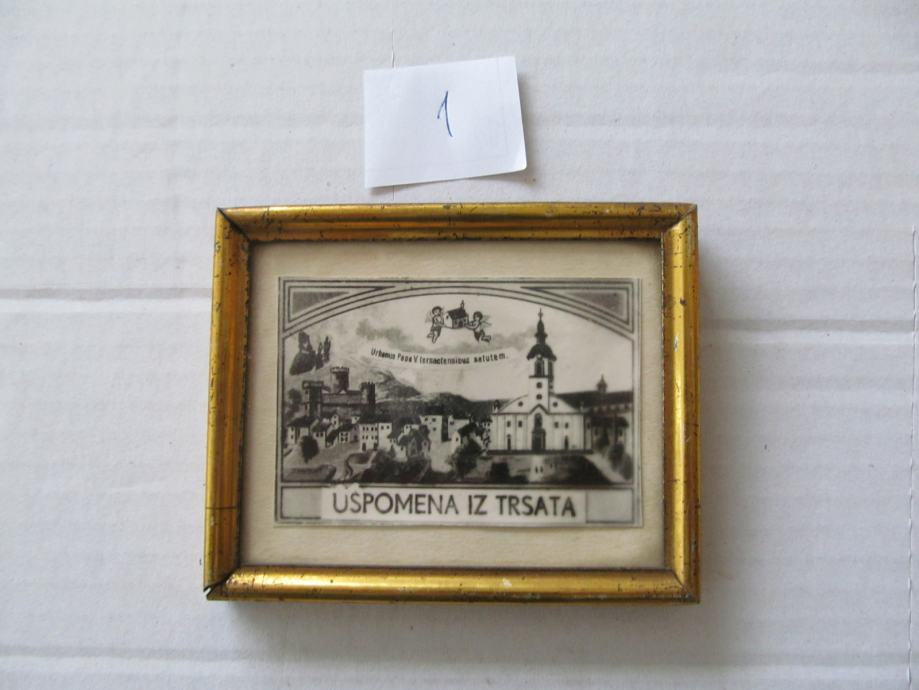 1
Urbanus Papa V. tersactensibus salutem.
USPOMENA IZ TRSATA